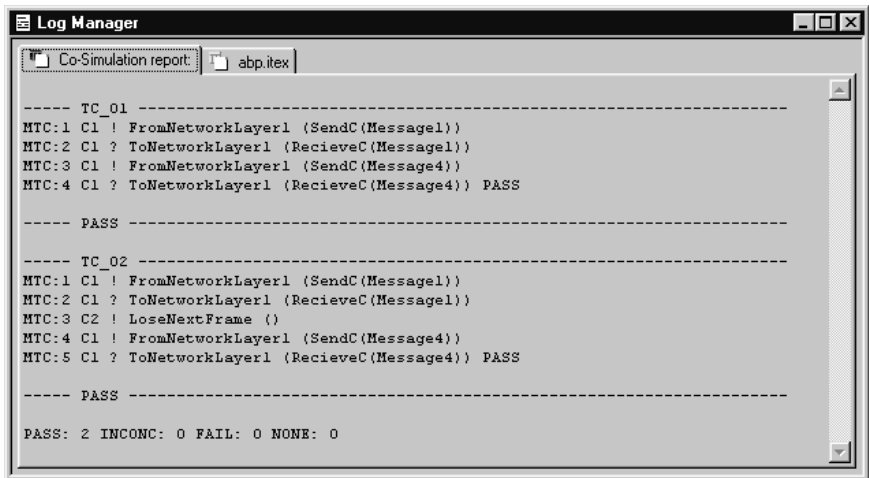 Log Manager
Co-Simulation report: abp.itex
----- TC_01 ----------------------------------------------------------------------
MTC:1 C1 ! FromNetworkLayer1 (SendC(Message1))
MTC:2 C1 ? ToNetworkLayer1 (RecieveC(Message1))
MTC:3 C1 ! FromNetworkLayer1 (SendC(Message4))
MTC:4 C1 ? ToNetworkLayer1 (RecieveC(Message4)) PASS
----- PASS -----------------------------------------------------------------------
----- TC_02 ----------------------------------------------------------------------
MTC:1 C1 ! FromNetworkLayer1 (SendC(Message1))
MTC:2 C1 ? ToNetworkLayer1 (RecieveC(Message1))
MTC:3 C2 ! LoseNextFrame ()
MTC:4 C1 ! FromNetworkLayer1 (SendC(Message4))
MTC:5 C1 ? ToNetworkLayer1 (RecieveC(Message4)) PASS
----- PASS -----------------------------------------------------------------------
PASS: 2 INCONC: 0 FAIL: 0 NONE: 0